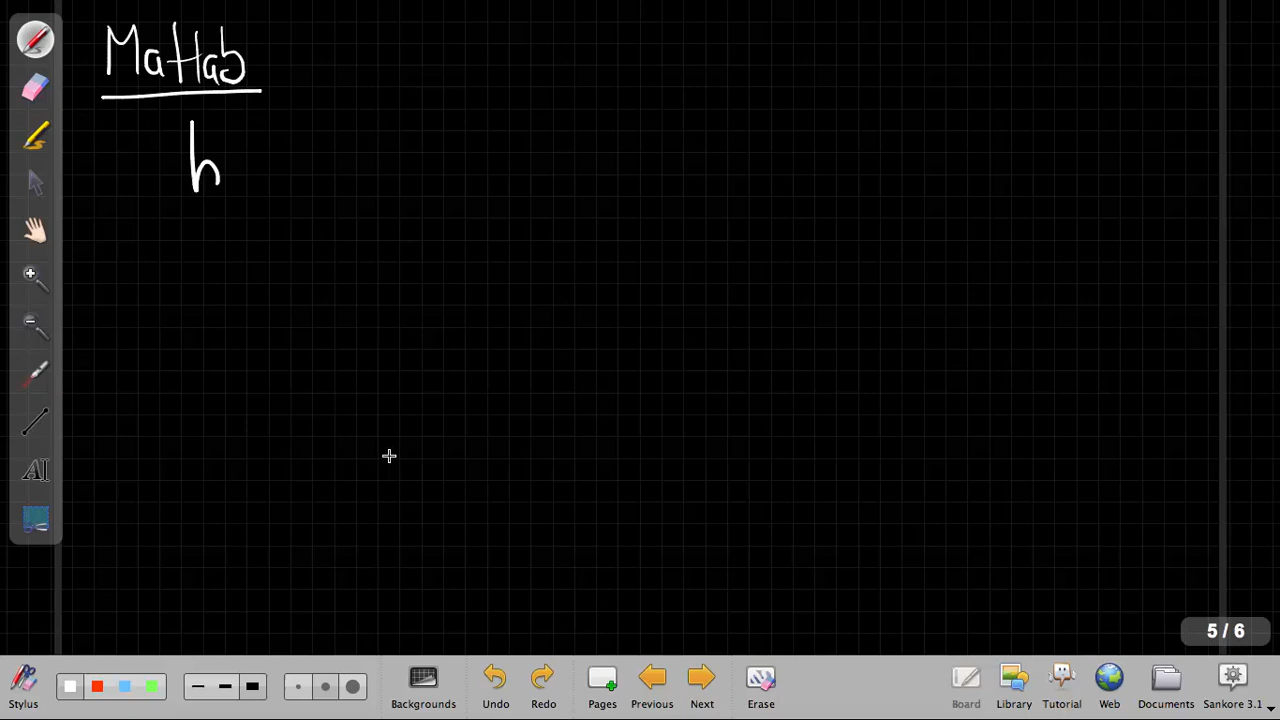 Matlab
h
AI
5 / 6
Stylus
Backgrounds
Undo
Redo
Pages
Previous
Next
Erase
Board
Library
Tutorial
Web
Documents
Sankore 3.1